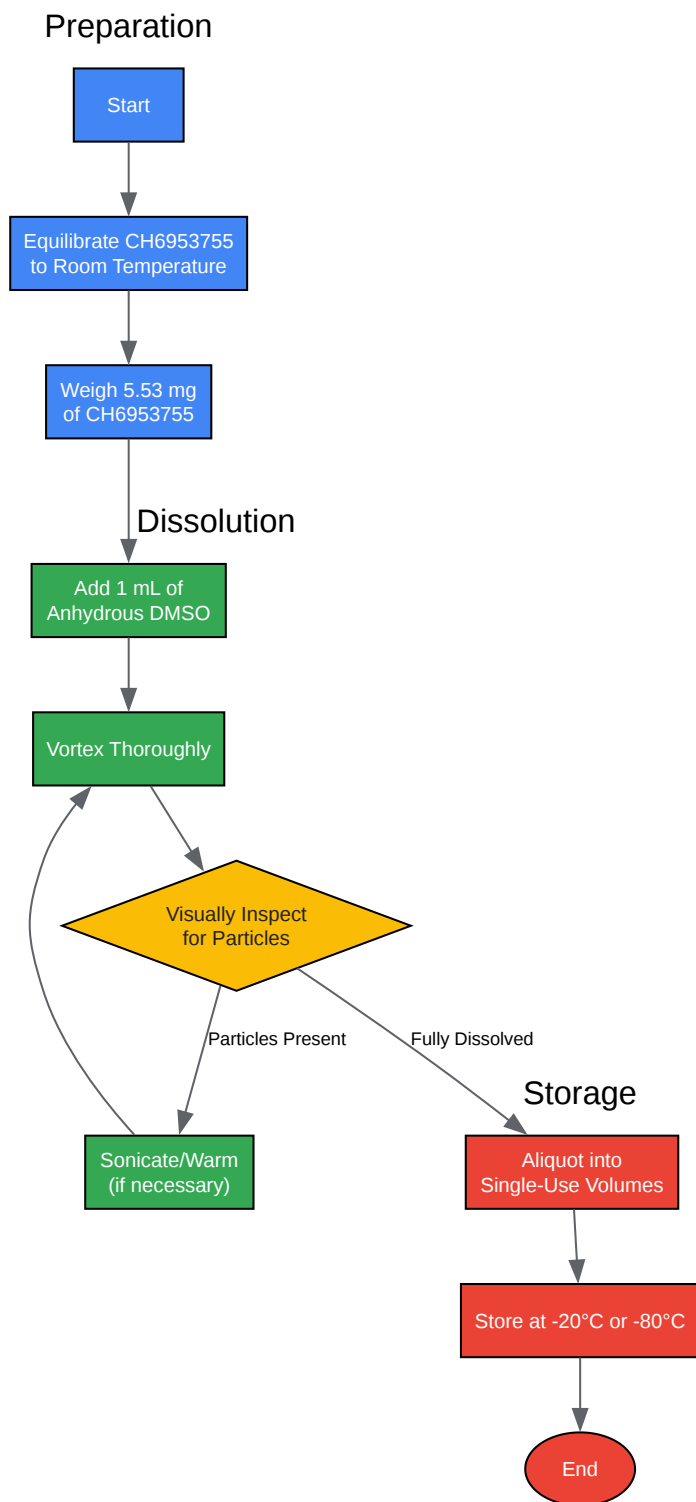 Preparation
Start
Equilibrate CH6953755
to Room Temperature
Weigh 5.53 mg
of CH6953755
Dissolution
Add 1 mL of
Anhydrous DMSO
Vortex Thoroughly
Visually Inspect
for Particles
Particles Present
Fully Dissolved
Storage
Sonicate/Warm
(if necessary)
Aliquot into
Single-Use Volumes
Store at -20°C or -80°C
End